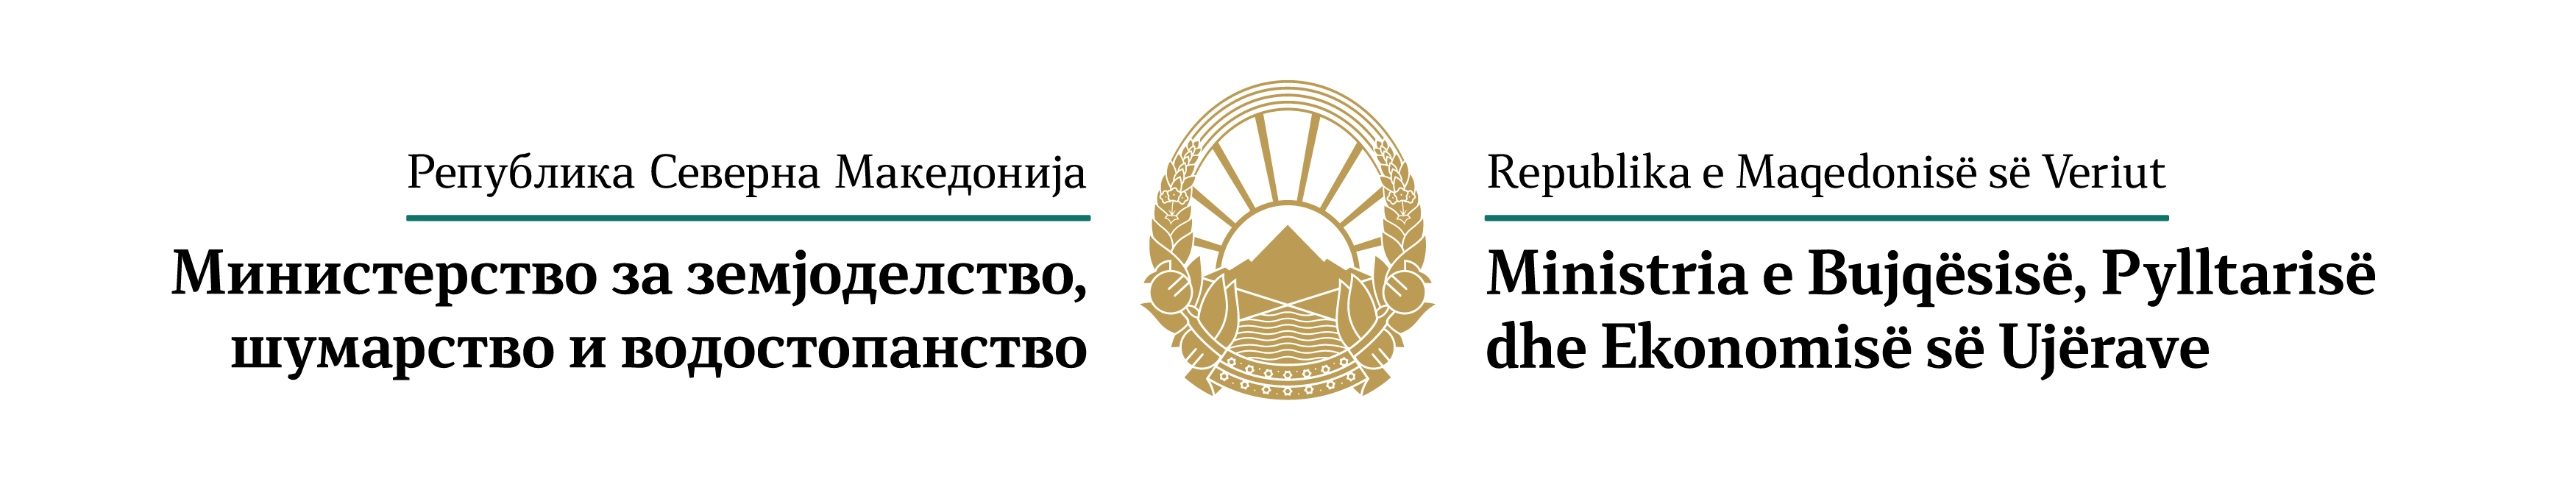 Република Северна Македонија
Министерство за земјоделство,
шумарство и водостопанство
Republika e Maqedonisë së Veriut
Ministria e Bujqësisë, Pylltarisë
dhe Ekonomisë së Ujërave